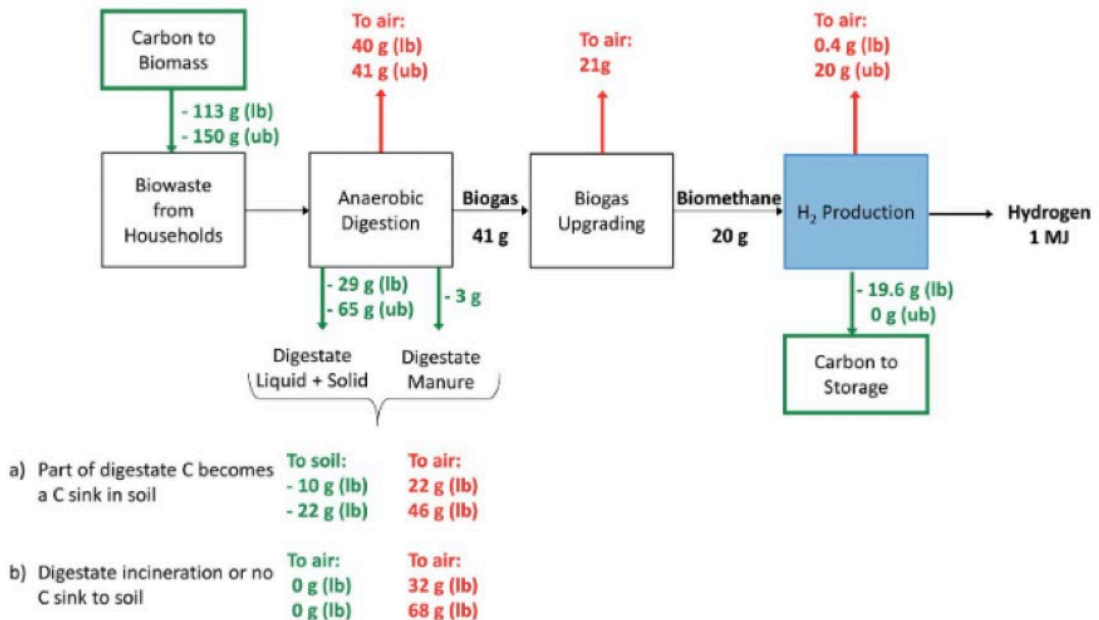 Carbon to
Biomass
- 113 g (lb)
- 150 g (ub)
Biowaste
from
Households
To air:
40 g (lb)
41 g (ub)
Anaerobic
Digestion
- 29 g (lb)
- 65 g (ub)
- 3 g
Digestate
Liquid + Solid
Digestate
Manure
Biogas
41 g
To air:
21g
Biogas
Upgrading
Biomethane
20 g
To air:
0.4 g (lb)
20 g (ub)
H₂ Production
Hydrogen
1 MJ
- 19.6 g (lb)
0 g (ub)
Carbon to
Storage
a) Part of digestate C becomes
a C sink in soil
To soil:
- 10 g (lb)
- 22 g (lb)
To air:
22 g (lb)
46 g (lb)
b) Digestate incineration or no
C sink to soil
To air:
0 g (lb)
0 g (lb)
To air:
32 g (lb)
68 g (lb)